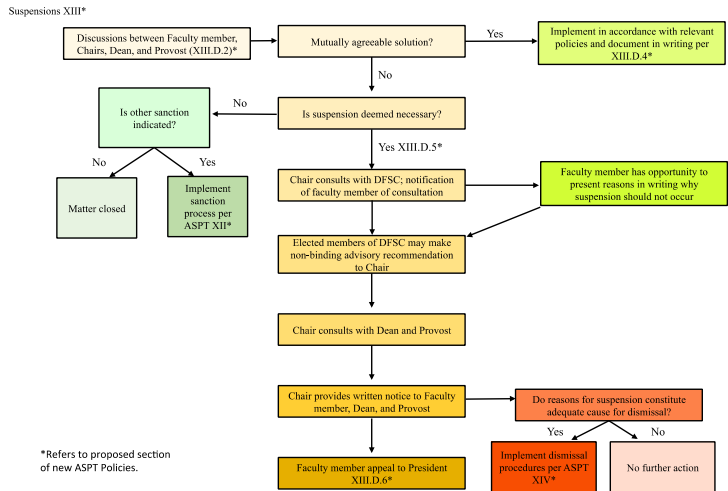 Suspensions XIII*
Discussions between Faculty member,
Chairs, Dean, and Provost (XIII.D.2)*
Mutually agreeable solution?
Yes
Implement in accordance with relevant
policies and document in writing per
XIII.D.4*
No
Is other sanction
indicated?
No
Is suspension deemed necessary?
Yes XIII.D.5*
No
Yes
Matter closed
Implement
sanction
process per
ASPT XII*
Chair consults with DFSC; notification
of faculty member of consultation
Faculty member has opportunity to
present reasons in writing why
suspension should not occur
Elected members of DFSC may make
non-binding advisory recommendation
to Chair
Chair consults with Dean and Provost
Chair provides written notice to Faculty
member, Dean, and Provost
Do reasons for suspension constitute
adequate cause for dismissal?
Yes
No
*Refers to proposed section
of new ASPT Policies.
Faculty member appeal to President
XIII.D.6*
Implement dismissal
procedures per ASPT
XIV*
No further action